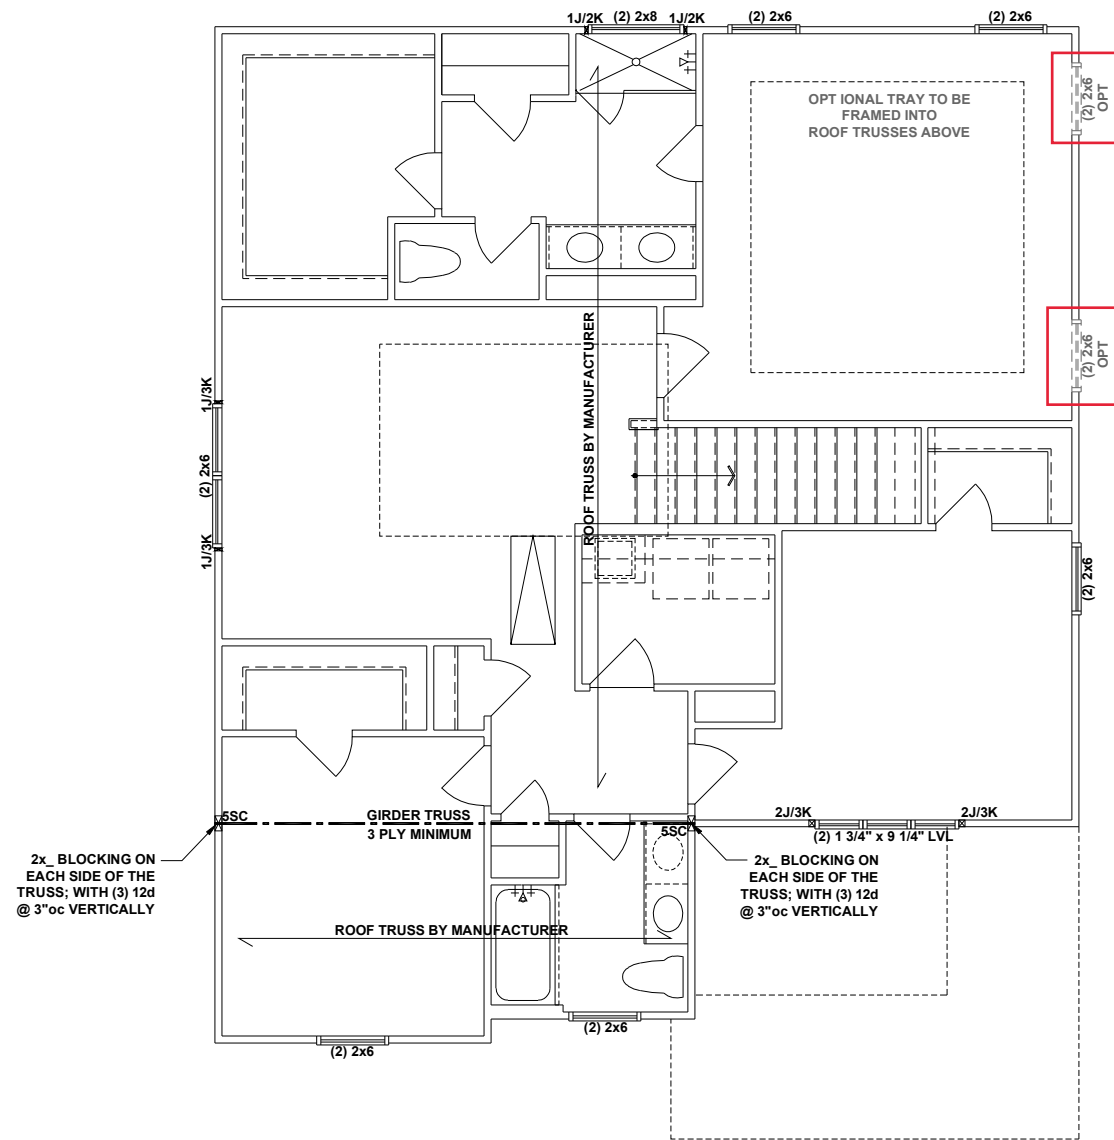 1J/2K
(2) 2x8
1J/2K
(2) 2x6
(2) 2x6
(2) 2x6
OPT
OPT IONAL TRAY TO BE
FRAMED INTO
ROOF TRUSSES ABOVE
ROOF TRUSS BY MANUFACTURER
(2) 2x6
OPT
1J/3K
(2) 2x6
1J/3K
(2) 2x6
5SC
GIRDER TRUSS
3 PLY MINIMUM
5SC
2J/3K
2J/3K
(2) 1 3/4" x 9 1/4" LVL
2x_ BLOCKING ON
EACH SIDE OF THE
TRUSS; WITH (3) 12d
@ 3"oc VERTICALLY
2x_ BLOCKING ON
EACH SIDE OF THE
TRUSS; WITH (3) 12d
@ 3"oc VERTICALLY
ROOF TRUSS BY MANUFACTURER
(2) 2x6
(2) 2x6